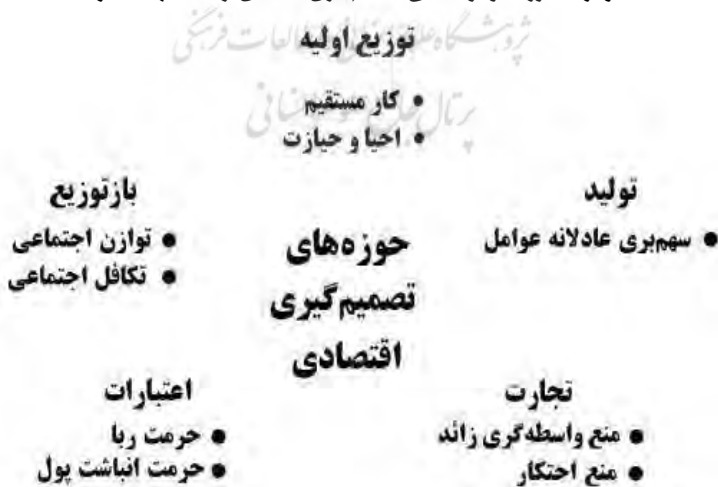 توزیع اولیه
• کار مستقیم
• احیا و حیازت
تولید
• سهم‌بری عادلانه عوامل
بازتوزیع
• توازن اجتماعی
• تکافل اجتماعی
حوزه‌های
تصمیم‌گیری
اقتصادی
تجارت
• منع واسطه‌گری زائد
• منع احتکار
اعتبارات
• حرمت ربا
• حرمت انباشت پول